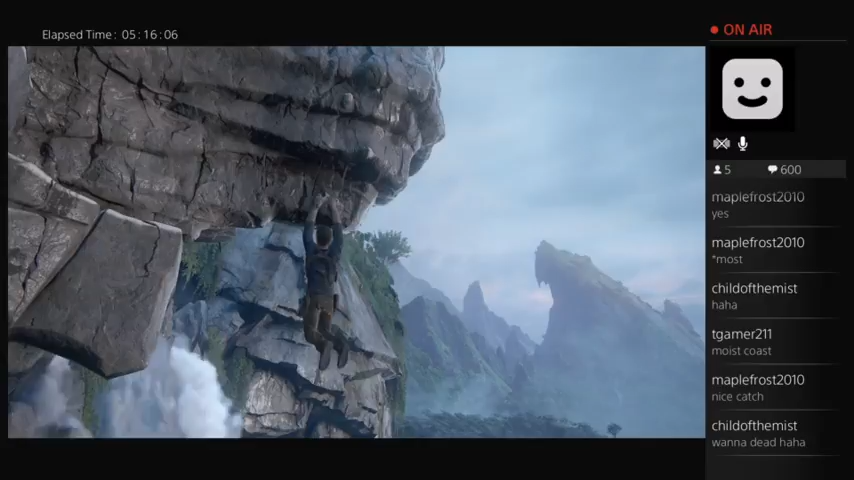 Elapsed Time: 05:16:06
ON AIR
5
600
maplefrost2010
yes
maplefrost2010
*most
childofthemist
haha
tgamer211
moist coast
maplefrost2010
nice catch
childofthemist
wanna dead haha